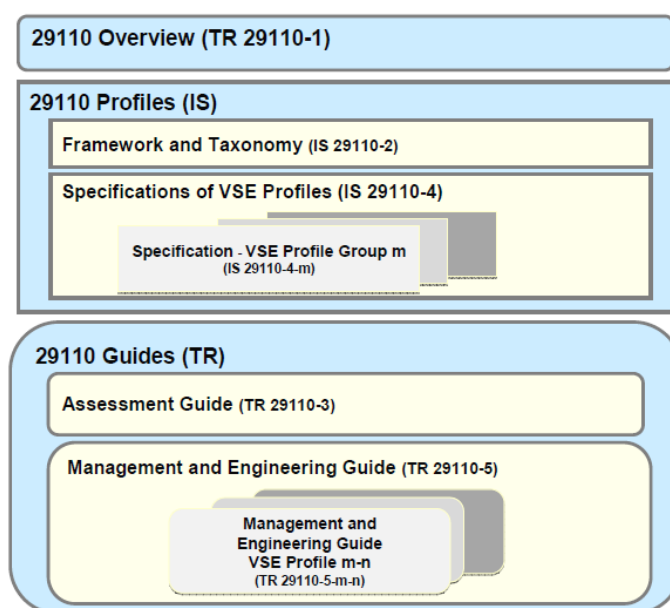 29110 Overview (TR 29110-1)
29110 Profiles (IS)
Framework and Taxonomy (IS 29110-2)
Specifications of VSE Profiles (IS 29110-4)
Specification - VSE Profile Group m
(IS 29110-4-m)
29110 Guides (TR)
Assessment Guide (TR 29110-3)
Management and Engineering Guide (TR 29110-5)
Management and
Engineering Guide
VSE Profile m-n
(TR 29110-5-m-n)